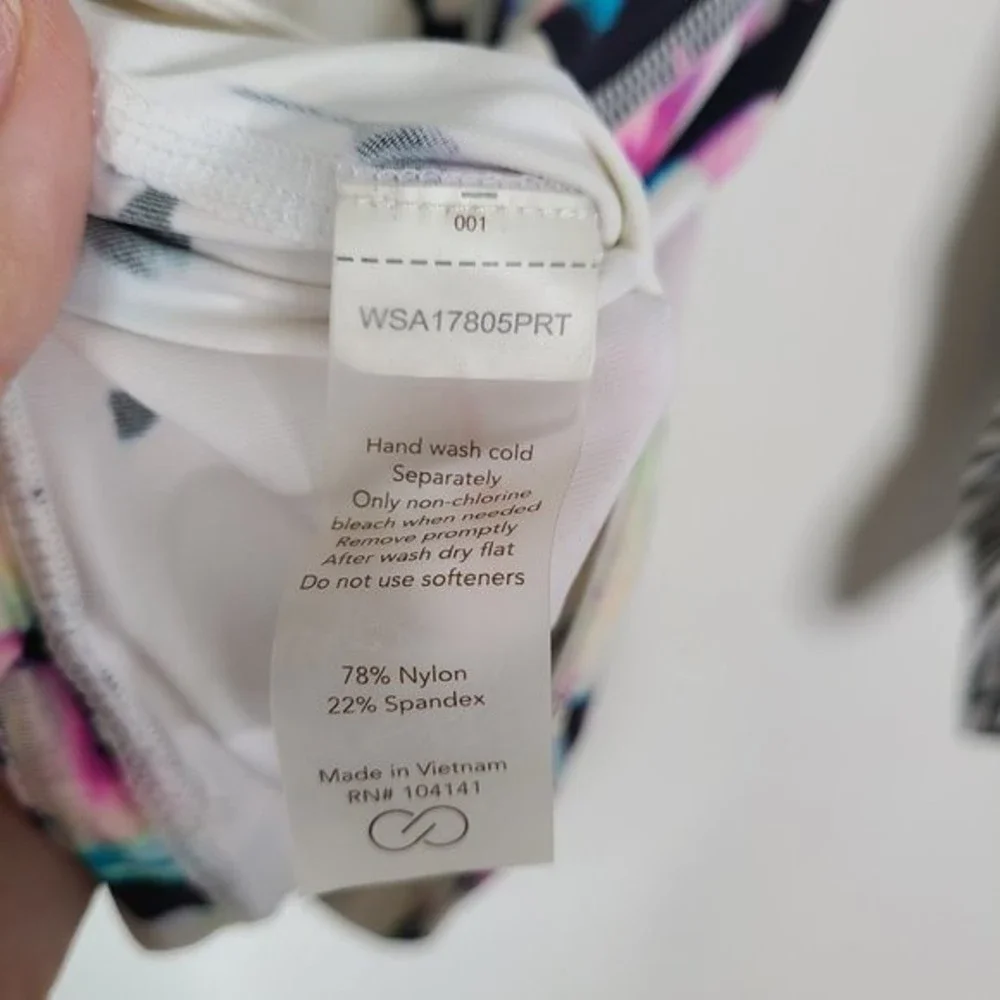 001
WSA17805PRT
Hand wash cold
Separately
Only non-chlorine
bleach when needed
Remove promptly
After wash dry flat
Do not use softeners
78% Nylon
22% Spandex
Made in Vietnam
RN# 104141